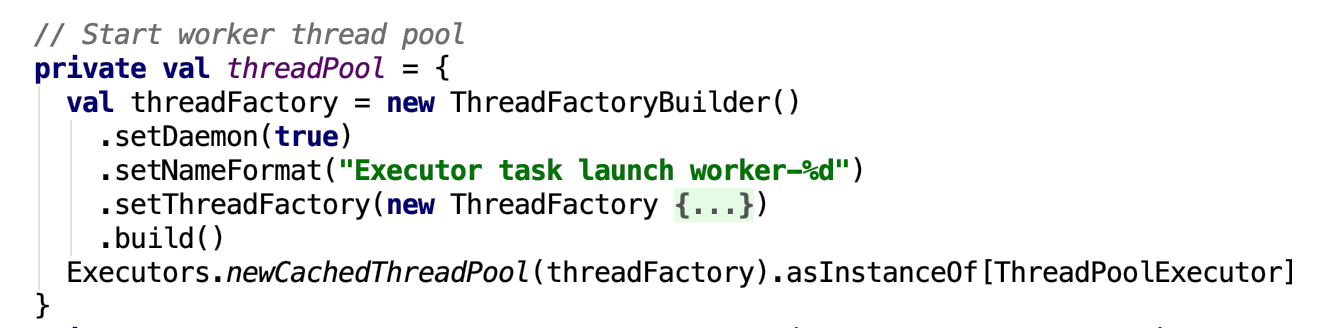 // Start worker thread pool
private val threadPool = {
val threadFactory = new ThreadFactoryBuilder()
.setDaemon(true)
.setNameFormat("Executor task launch worker-%d")
.setThreadFactory(new ThreadFactory {...})
.build()
Executors.newCachedThreadPool(threadFactory).asInstanceOf[ThreadPoolExecutor]
}